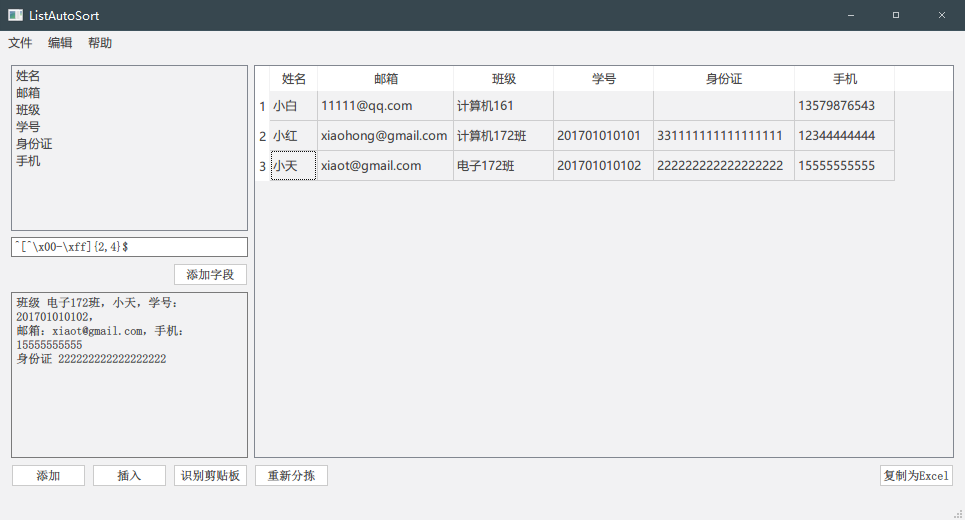 ListAutoSort
文件 编辑 帮助
姓名
邮箱
班级
学号
身份证
手机
^[^\x00-\xff]{2,4}$
添加字段
班级 电子172班，小天，学号：
201701010102，
邮箱：xiaot@gmail.com，手机：
15555555555
身份证 222222222222222222
姓名 邮箱 班级 学号 身份证 手机
1 小白 11111@qq.com 计算机161 13579876543
2 小红 xiaohong@gmail.com 计算机172班 201701010101 331111111111111111 12344444444
3 小天 xiaot@gmail.com 电子172班 201701010102 222222222222222222 15555555555
添加 插入 识别剪贴板 重新分拣 复制为Excel